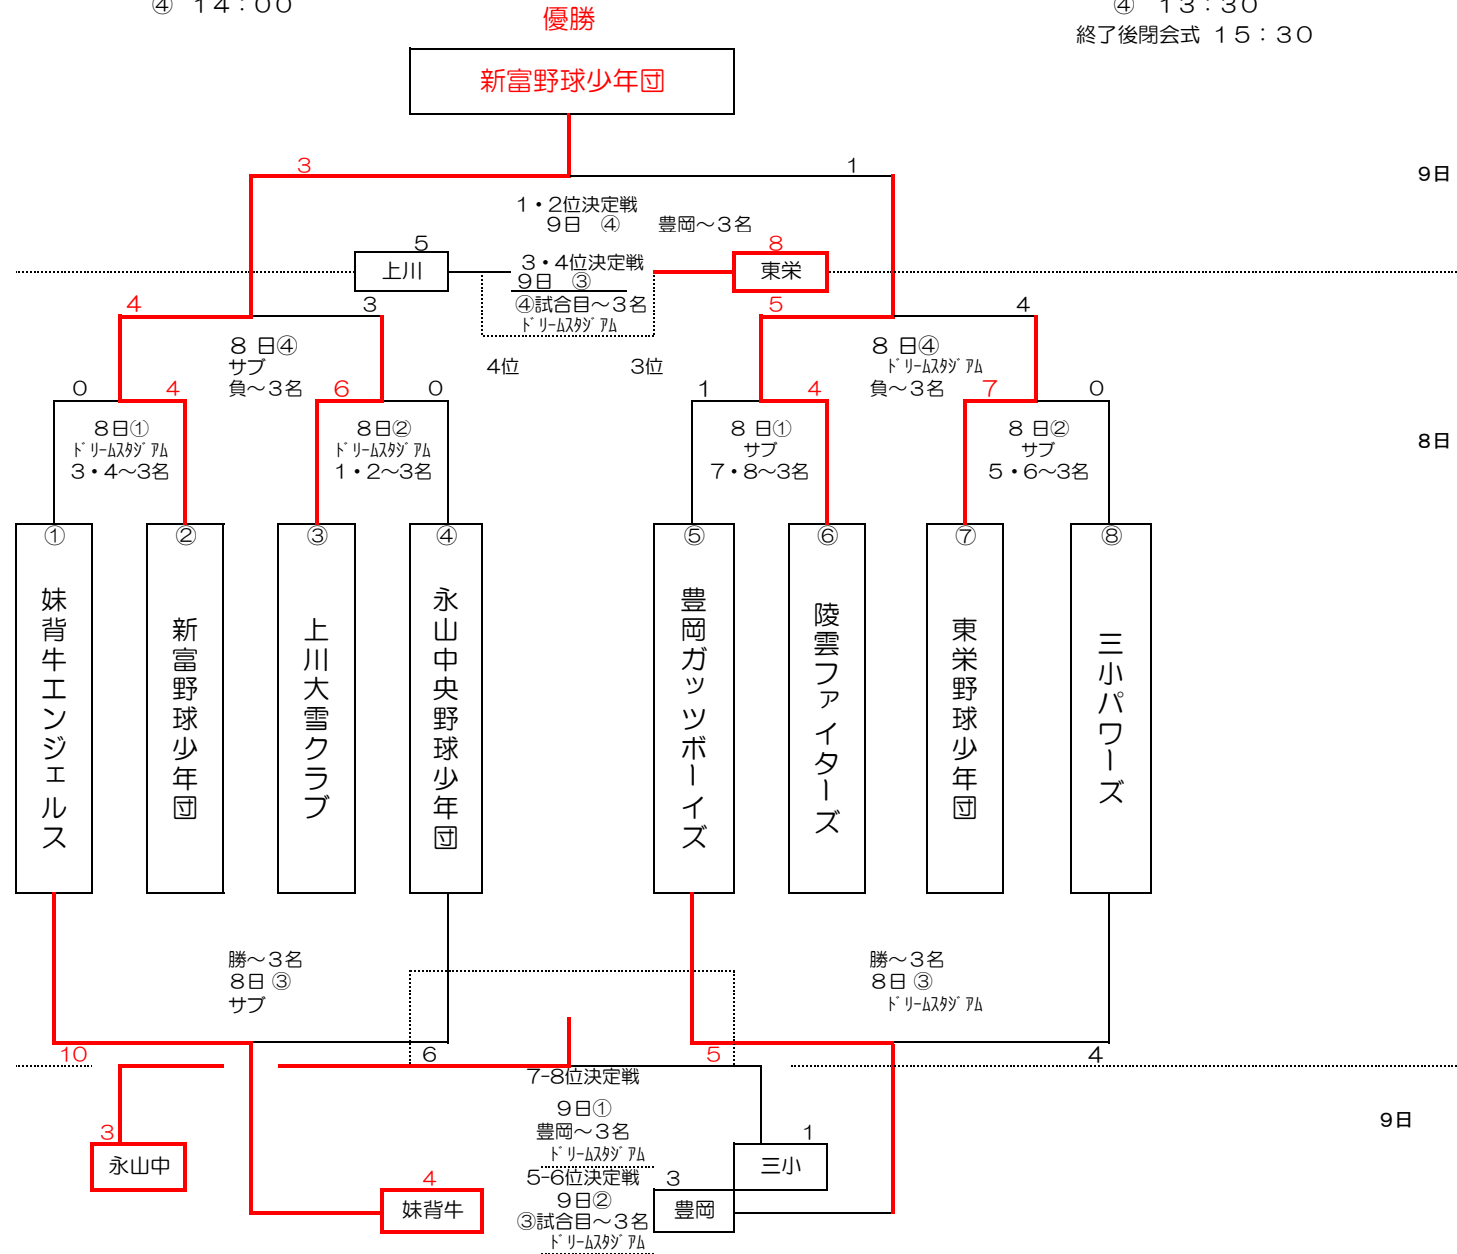 ④ 14：00
④ 13：30
優勝
終了後閉会式 15：30
新富野球少年団
3
1
9日
1・2位決定戦
9日 ④ 豊岡～3名
5
8
上川
3・4位決定戦
東栄
9日 ③
④試合目～3名
ﾄﾞﾘｰﾑｽﾀｼﾞｱﾑ
4
3
5
4
8 日④
サブ
負～3名
8 日④
ﾄﾞﾘｰﾑｽﾀｼﾞｱﾑ
負～3名
4位
3位
0
4
6
0
1
4
7
0
8日①
ﾄﾞﾘｰﾑｽﾀｼﾞｱﾑ
3・4～3名
8日②
ﾄﾞﾘｰﾑｽﾀｼﾞｱﾑ
1・2～3名
8 日①
サブ
7・8～3名
8 日②
サブ
5・6～3名
8日
①
妹背牛エンジェルス
②
新富野球少年団
③
上川大雪クラブ
④
永山中央野球少年団
⑤
豊岡ガッツボーイズ
⑥
陵雲ファイターズ
⑦
東栄野球少年団
⑧
三小パワーズ
勝～3名
8日 ③
サブ
勝～3名
8日 ③
ﾄﾞﾘｰﾑｽﾀｼﾞｱﾑ
10
6
5
4
7-8位決定戦
9日①
豊岡～3名
ﾄﾞﾘｰﾑｽﾀｼﾞｱﾑ
9日
3
永山中
1
三小
5-6位決定戦
9日②
③試合目～3名
ﾄﾞﾘｰﾑｽﾀｼﾞｱﾑ
4
妹背牛
3
豊岡